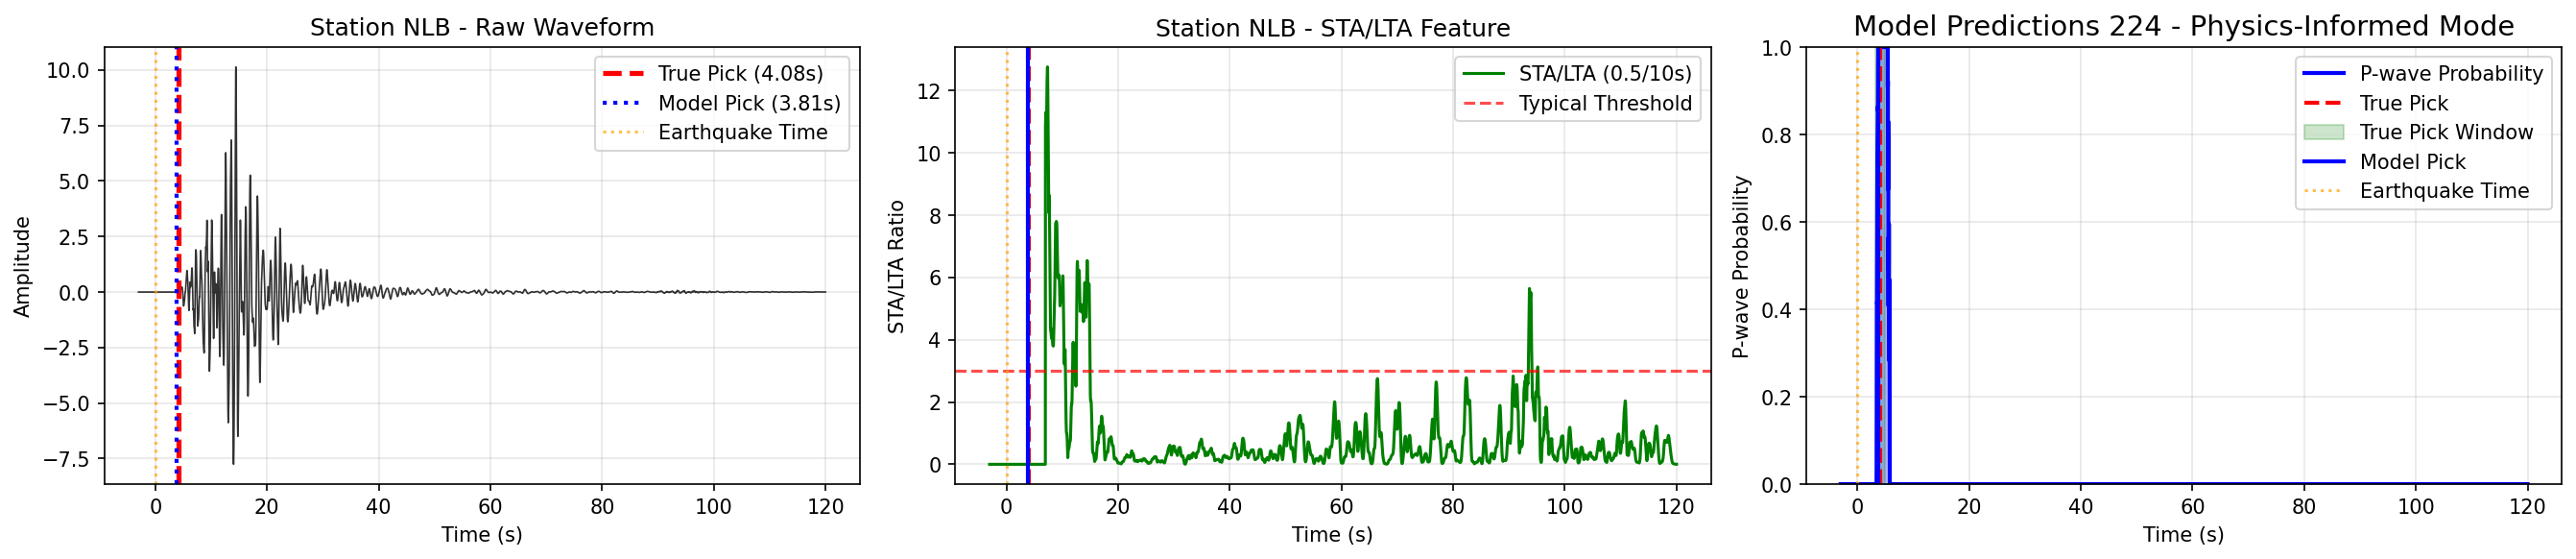 Station NLB - Raw Waveform
True Pick (4.08s)
Model Pick (3.81s)
Earthquake Time
10.0
7.5
5.0
2.5
0.0
−2.5
−5.0
−7.5
Amplitude
0 20 40 60 80 100 120
Time (s)
Station NLB - STA/LTA Feature
STA/LTA (0.5/10s)
Typical Threshold
12
10
8
6
4
2
0
STA/LTA Ratio
0 20 40 60 80 100 120
Time (s)
Model Predictions 224 - Physics-Informed Mode
P-wave Probability
True Pick
True Pick Window
Model Pick
Earthquake Time
1.0
0.8
0.6
0.4
0.2
0.0
P-wave Probability
0 20 40 60 80 100 120
Time (s)